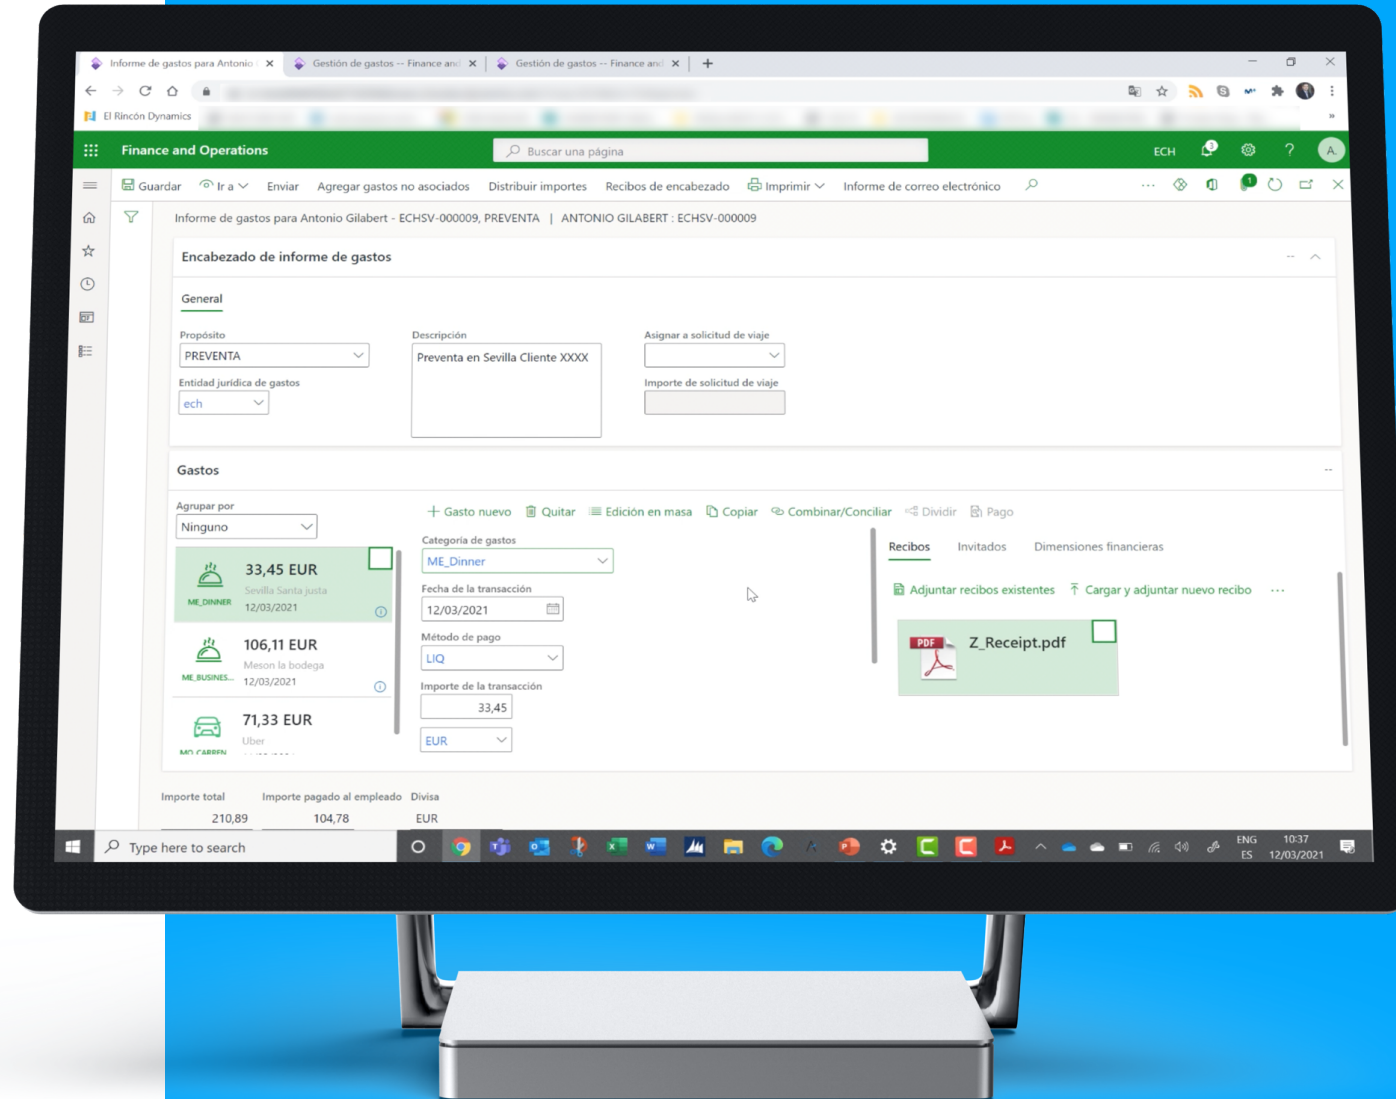 Informe de gastos para Antonio
Gestión de gastos -- Finance and
Gestión de gastos -- Finance and
El Rincón Dynamics
Finance and Operations
Buscar una página
ECH
3
?
A.
Guardar Ir a Enviar Agregar gastos no asociados Distribuir importes Recibos de encabezado Imprimir Informe de correo electrónico
1
Informe de gastos para Antonio Gilabert - ECHSV-000009, PREVENTA | ANTONIO GILABERT : ECHSV-000009
Encabezado de informe de gastos
General
Propósito
PREVENTA
Entidad jurídica de gastos
ech
Descripción
Preventa en Sevilla Cliente XXXX
Asignar a solicitud de viaje
Importe de solicitud de viaje
Gastos
Agrupar por
Ninguno
Gasto nuevo Quitar Edición en masa Copiar Combinar/Conciliar Dividir Pago
33,45 EUR
Sevilla Santa justa
ME_DINNER
12/03/2021
106,11 EUR
Meson la bodega
ME_BUSINES...
12/03/2021
71,33 EUR
Uber
MO_CARREN
Categoría de gastos
ME_Dinner
Fecha de la transacción
12/03/2021
Método de pago
LIQ
Importe de la transacción
33,45
EUR
Recibos Invitados Dimensiones financieras
Adjuntar recibos existentes Cargar y adjuntar nuevo recibo
PDF
Z_Receipt.pdf
Importe total Importe pagado al empleado Divisa
210,89 104,78 EUR
Type here to search
ENG
ES
10:37
12/03/2021